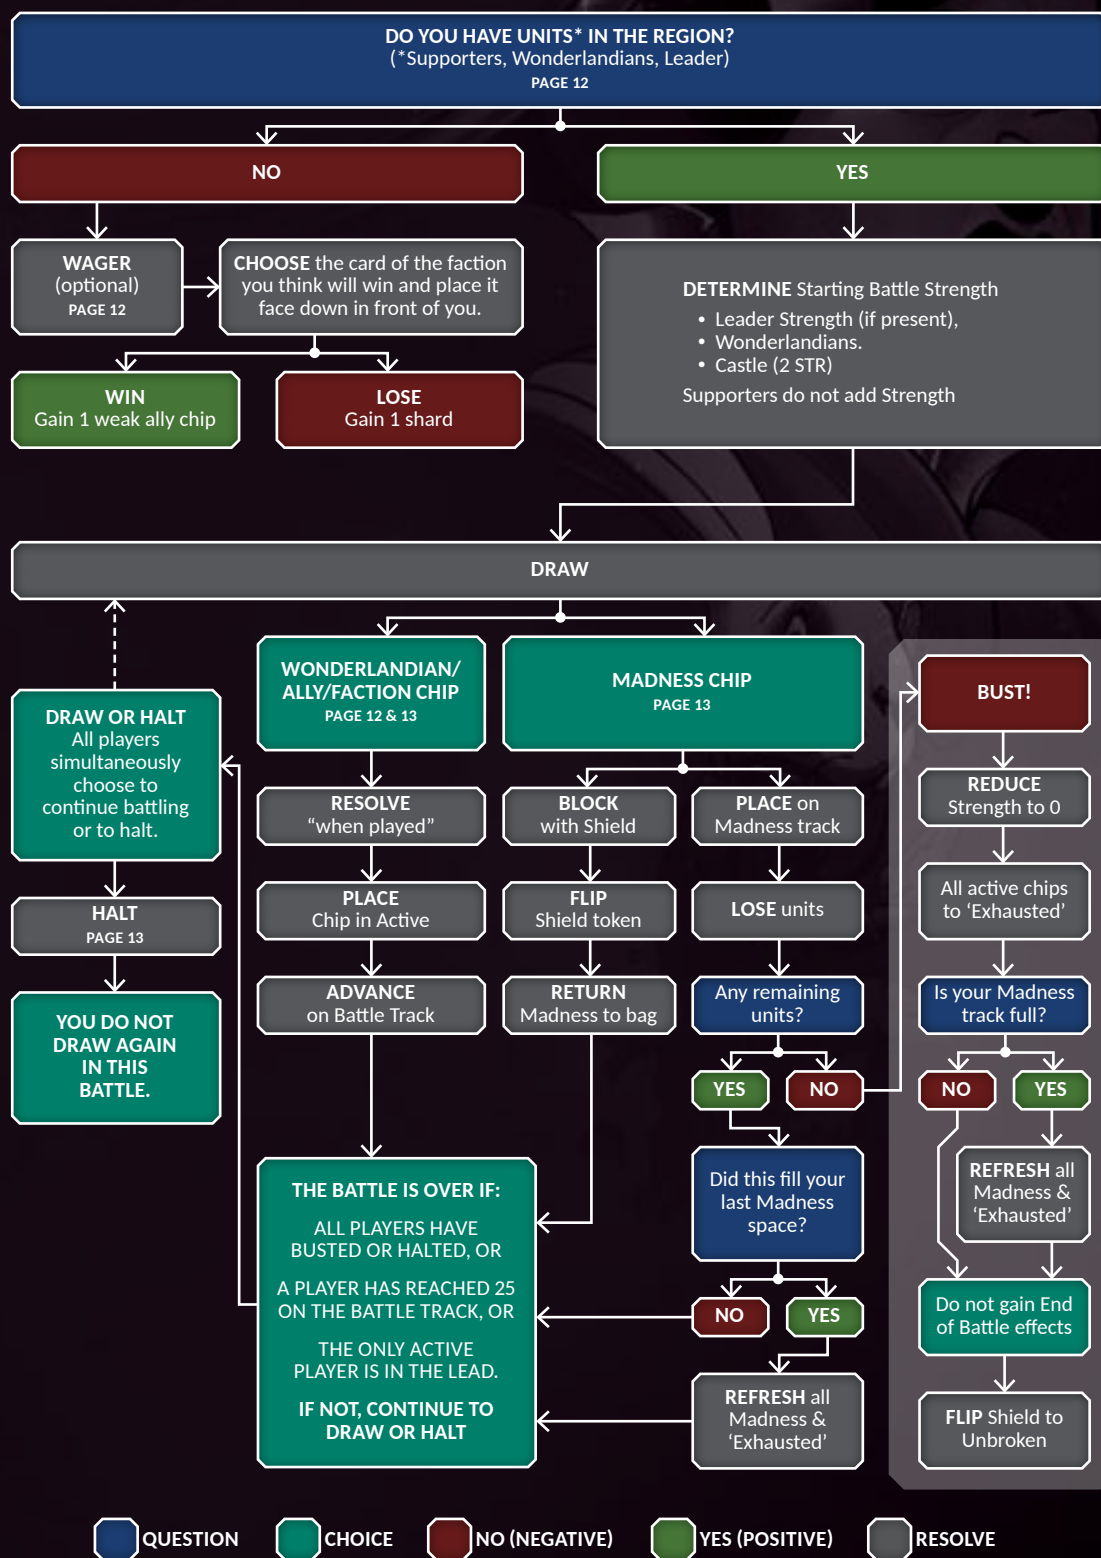 DO YOU HAVE UNITS* IN THE REGION?
(*Supporters, Wonderlandians, Leader)
PAGE 12
NO
YES
WAGER
(optional)
PAGE 12
CHOOSE the card of the faction
you think will win and place it
face down in front of you.
WIN
Gain 1 weak ally chip
LOSE
Gain 1 shard
DETERMINE Starting Battle Strength
• Leader Strength (if present),
• Wonderlandians.
• Castle (2 STR)
Supporters do not add Strength
DRAW
DRAW OR HALT
All players
simultaneously
choose to
continue battling
or to halt.
HALT
PAGE 13
YOU DO NOT
DRAW AGAIN
IN THIS
BATTLE.
WONDERLANDIAN/
ALLY/FACTION CHIP
PAGE 12 & 13
RESOLVE
“when played”
PLACE
Chip in Active
ADVANCE
on Battle Track
MADNESS CHIP
PAGE 13
BLOCK
with Shield
FLIP
Shield token
RETURN
Madness to bag
PLACE on
Madness track
LOSE units
Any remaining
units?
YES
NO
Did this fill your
last Madness
space?
NO
YES
REFRESH all
Madness &
‘Exhausted’
THE BATTLE IS OVER IF:
ALL PLAYERS HAVE
BUSTED OR HALTED, OR
A PLAYER HAS REACHED 25
ON THE BATTLE TRACK, OR
THE ONLY ACTIVE
PLAYER IS IN THE LEAD.
IF NOT, CONTINUE TO
DRAW OR HALT
BUST!
REDUCE
Strength to 0
All active chips
to ‘Exhausted’
Is your Madness
track full?
NO
YES
REFRESH all
Madness &
‘Exhausted’
Do not gain End
of Battle effects
FLIP Shield to
Unbroken
QUESTION
CHOICE
NO (NEGATIVE)
YES (POSITIVE)
RESOLVE